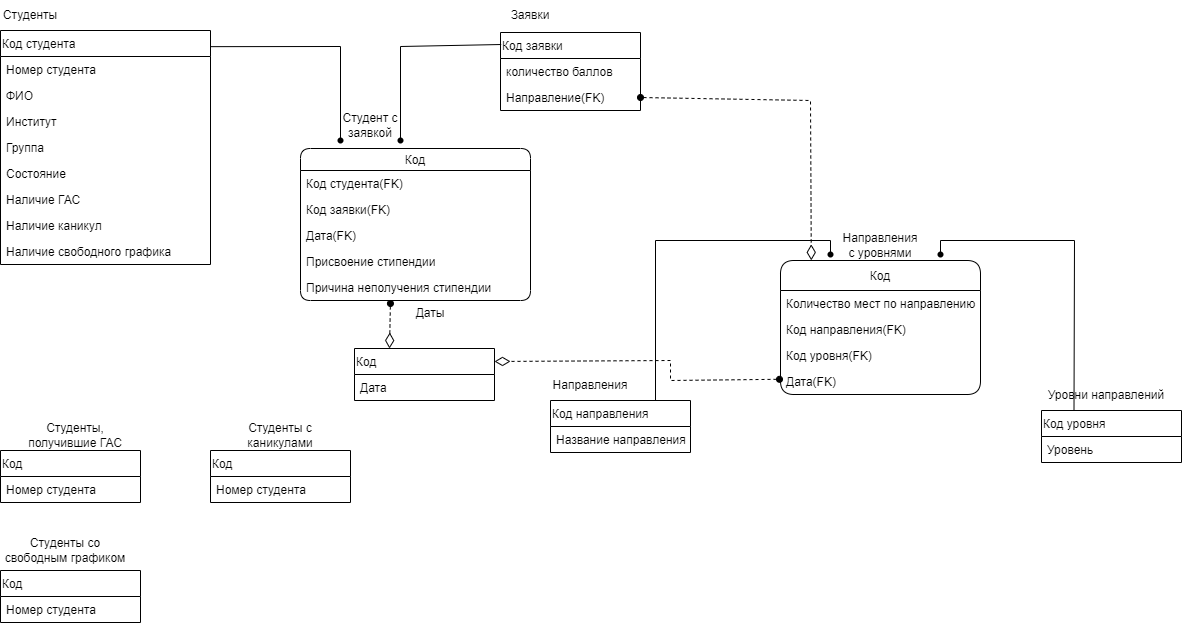 Студенты
Код студента
Номер студента
ФИО
Институт
Группа
Состояние
Наличие ГАС
Наличие каникул
Наличие свободного графика
Заявки
Код заявки
количество баллов
Направление(FK)
Студент с
заявкой
Код
Код студента(FK)
Код заявки(FK)
Дата(FK)
Присвоение стипендии
Причина неполучения стипендии
Даты
Код
Дата
Направления
с уровнями
Код
Количество мест по направлению
Код направления(FK)
Код уровня(FK)
Дата(FK)
Направления
Код направления
Название направления
Уровни направлений
Код уровня
Уровень
Студенты,
получившие ГАС
Код
Номер студента
Студенты с
каникулами
Код
Номер студента
Студенты со
свободным графиком
Код
Номер студента